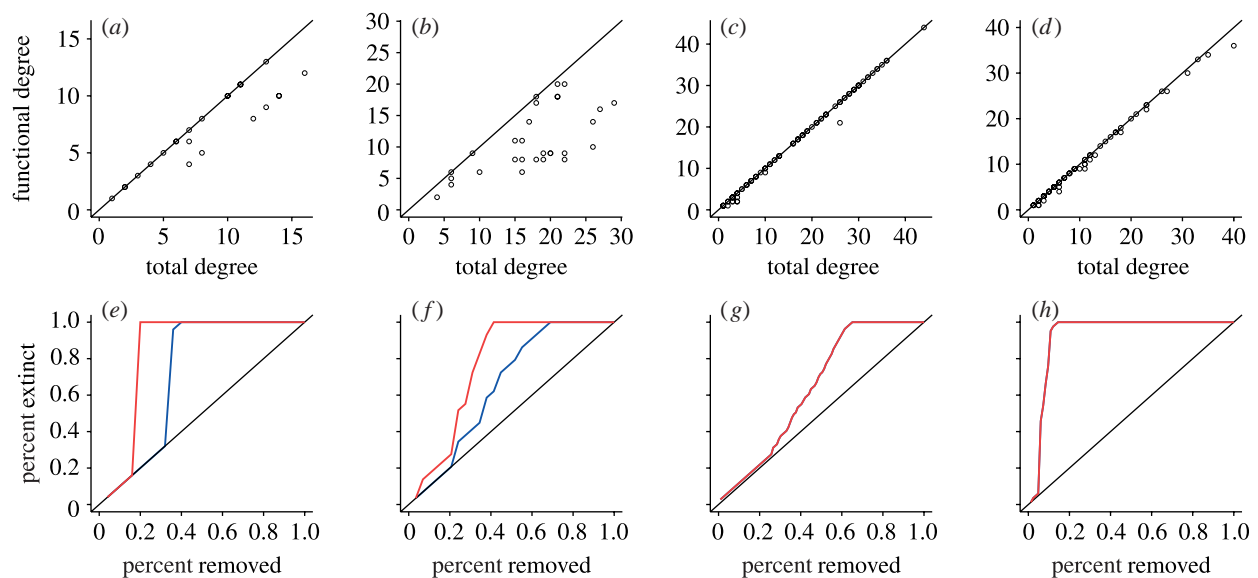 (a) (b) (c) (d)
functional degree
15 10 5 0
30 25 20 15 10 5 0
40 30 20 10 0
40 30 20 10 0
0 5 10 15
0 5 10 15 20 25 30
0 10 20 30 40
0 10 20 30 40
total degree total degree total degree total degree
(e) (f) (g) (h)
percent extinct
1.0 0.8 0.6 0.4 0.2 0
0 0.2 0.4 0.6 0.8 1.0
0 0.2 0.4 0.6 0.8 1.0
0 0.2 0.4 0.6 0.8 1.0
0 0.2 0.4 0.6 0.8 1.0
percent removed percent removed percent removed percent removed